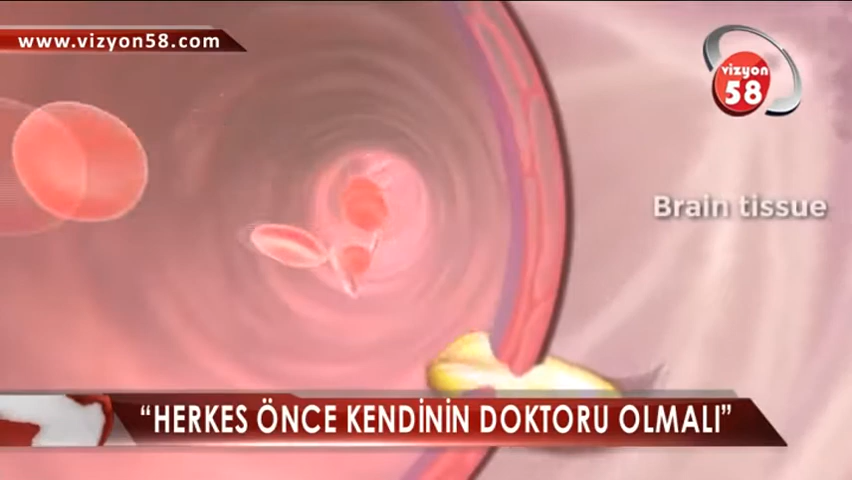 www.vizyon58.com
vizyon
58
Brain tissue
“HERKES ÖNCE KENDİNİN DOKTORU OLMALI”